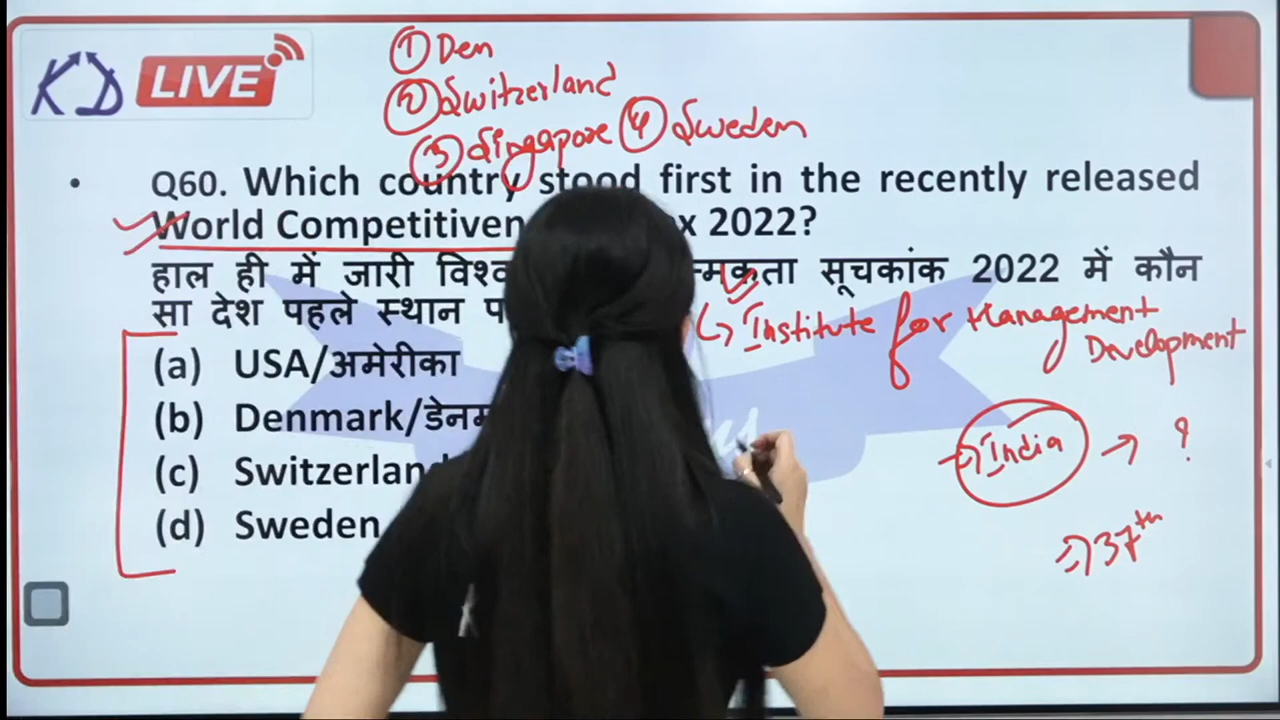 KD LIVE
① Den
② Switzerland
③ Singapore ④ Sweden
• Q60. Which country stood first in the recently released
World Competitiven x 2022?
हाल ही में जारी विश्व त्मकता सूचकांक 2022 में कौन
सा देश पहले स्थान प
Institute for Management
Development
(a) USA/अमेरीका
(b) Denmark/डेनम
India → ?
(c) Switzerland
(d) Sweden
37th